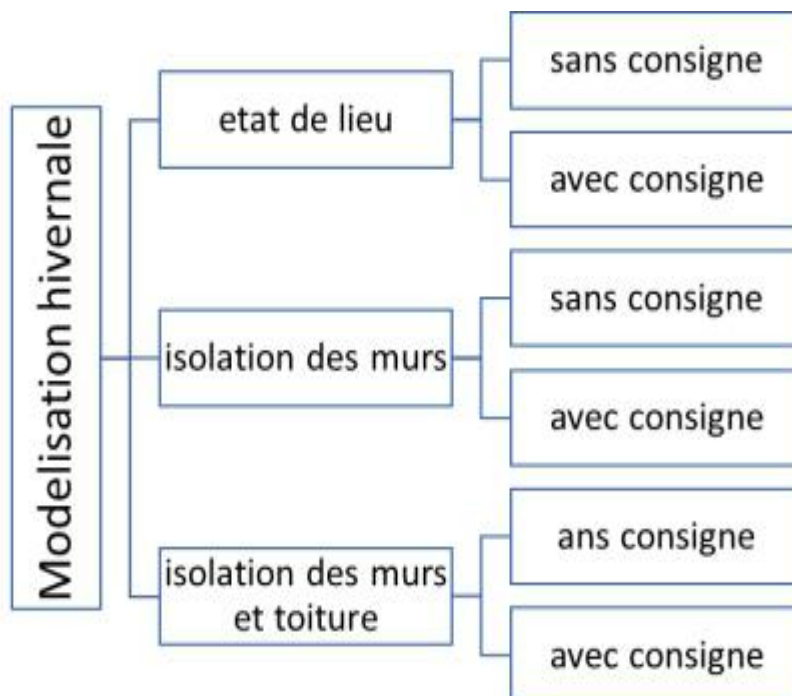 Modelisation hivernale
etat de lieu
sans consigne
avec consigne
isolation des murs
sans consigne
avec consigne
isolation des murs
et toiture
ans consigne
avec consigne